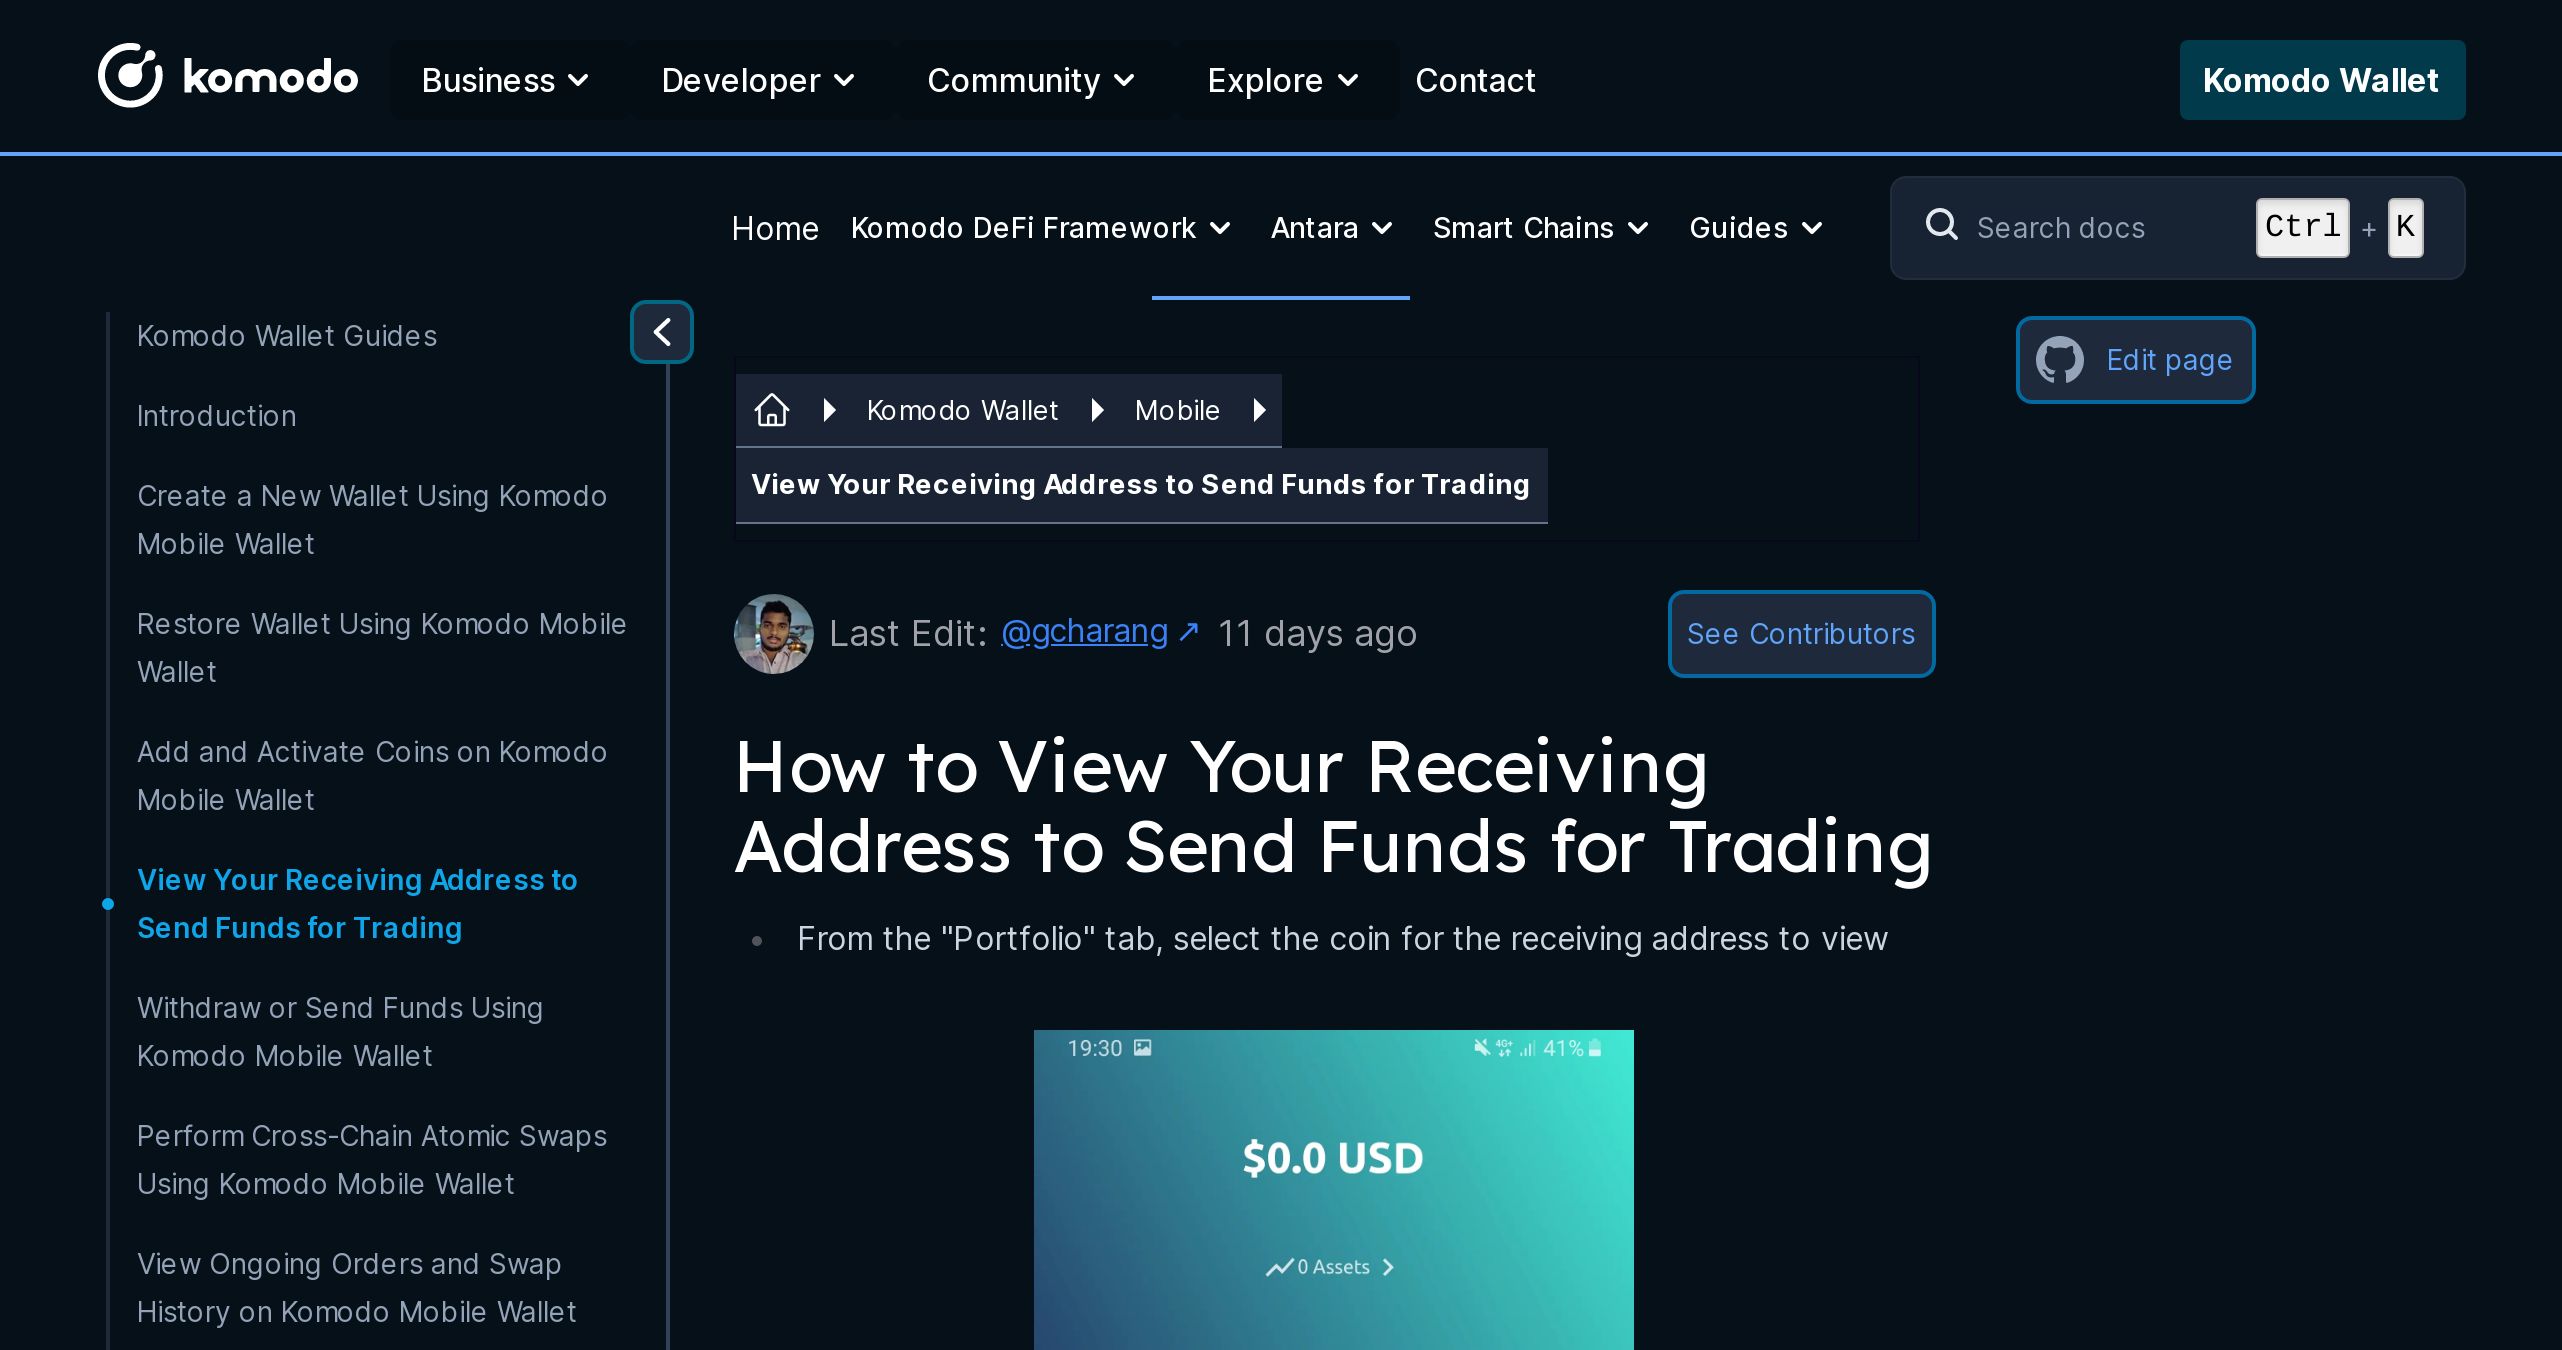 komodo Business Developer Community Explore Contact Komodo Wallet
Home Komodo DeFi Framework Antara Smart Chains Guides Search docs Ctrl + K
Komodo Wallet Guides
Introduction
Create a New Wallet Using Komodo
Mobile Wallet
Restore Wallet Using Komodo Mobile
Wallet
Add and Activate Coins on Komodo
Mobile Wallet
View Your Receiving Address to
Send Funds for Trading
Withdraw or Send Funds Using
Komodo Mobile Wallet
Perform Cross-Chain Atomic Swaps
Using Komodo Mobile Wallet
View Ongoing Orders and Swap
History on Komodo Mobile Wallet
Komodo Wallet Mobile
View Your Receiving Address to Send Funds for Trading
Edit page
Last Edit: @gcharang ↗ 11 days ago
See Contributors
How to View Your Receiving
Address to Send Funds for Trading
• From the "Portfolio" tab, select the coin for the receiving address to view
19:30 4G+ 41%
$0.0 USD
0 Assets